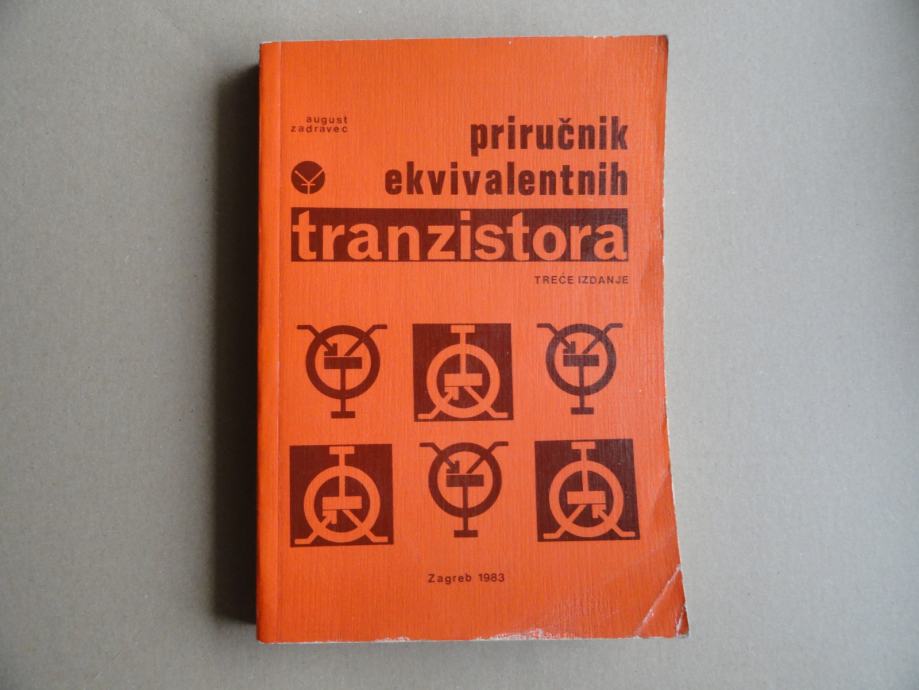 august
zadravec
priručnik
ekvivalentnih
tranzistora
TREĆE IZDANJE
Zagreb 1983